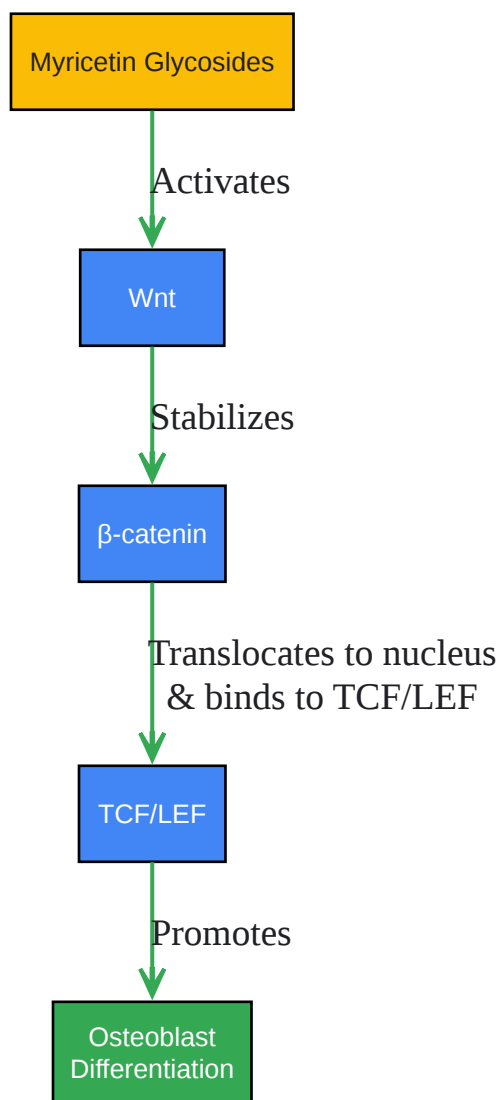 Myricetin Glycosides
Activates
Wnt
Stabilizes
β-catenin
Translocates to nucleus
& binds to TCF/LEF
TCF/LEF
Promotes
Osteoblast
Differentiation